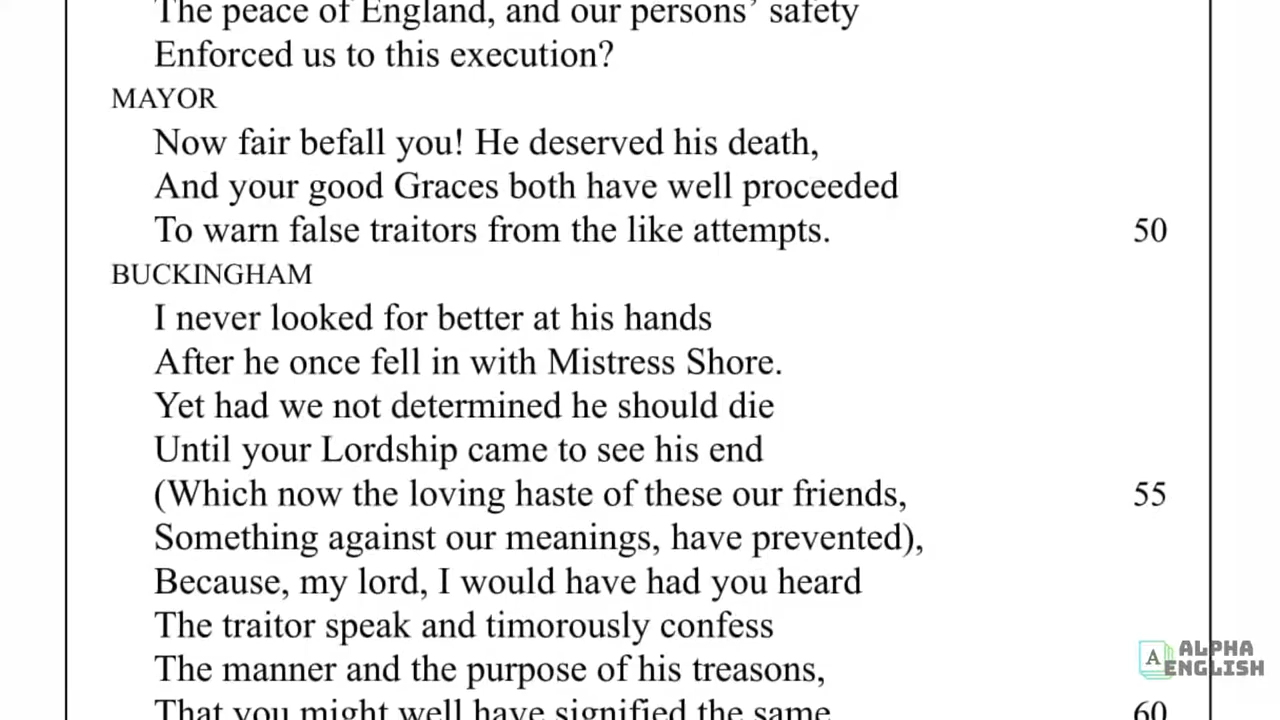 The peace of England, and our persons’ safety
Enforced us to this execution?
MAYOR
Now fair befall you! He deserved his death,
And your good Graces both have well proceeded
To warn false traitors from the like attempts. 50
BUCKINGHAM
I never looked for better at his hands
After he once fell in with Mistress Shore.
Yet had we not determined he should die
Until your Lordship came to see his end
(Which now the loving haste of these our friends, 55
Something against our meanings, have prevented),
Because, my lord, I would have had you heard
The traitor speak and timorously confess
The manner and the purpose of his treasons,
That you might well have signified the same 60
A ALPHA
ENGLISH